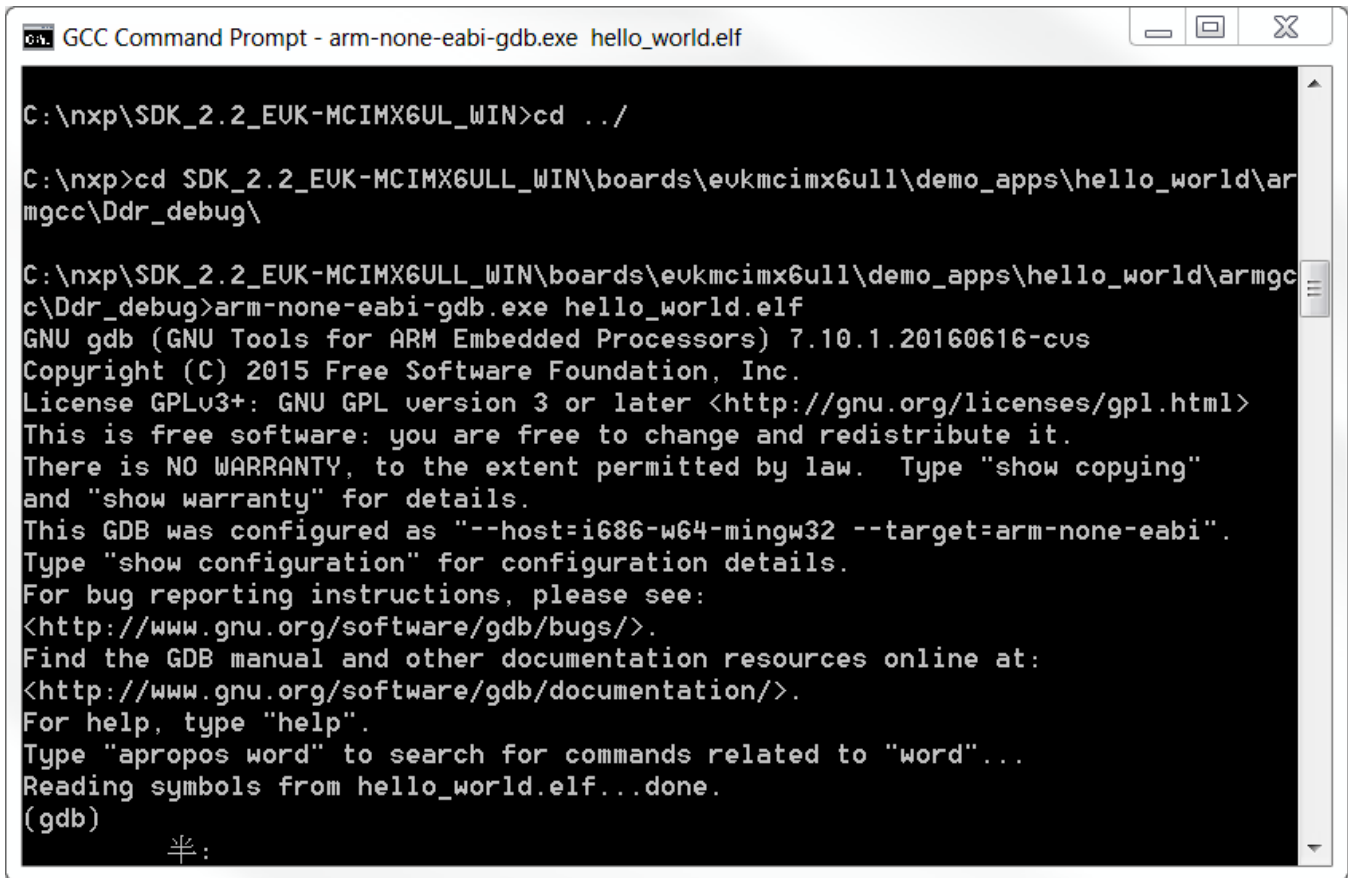 GCC Command Prompt - arm-none-eabi-gdb.exe hello_world.elf
C:\nxp\SDK_2.2_EVK-MCIMX6UL_WIN>cd ../
C:\nxp>cd SDK_2.2_EVK-MCIMX6ULL_WIN\boards\evkmcimx6ull\demo_apps\hello_world\ar
mgcc\Ddr_debug\
C:\nxp\SDK_2.2_EVK-MCIMX6ULL_WIN\boards\evkmcimx6ull\demo_apps\hello_world\armgc
c\Ddr_debug>arm-none-eabi-gdb.exe hello_world.elf
GNU gdb (GNU Tools for ARM Embedded Processors) 7.10.1.20160616-cvs
Copyright (C) 2015 Free Software Foundation, Inc.
License GPLv3+: GNU GPL version 3 or later <http://gnu.org/licenses/gpl.html>
This is free software: you are free to change and redistribute it.
There is NO WARRANTY, to the extent permitted by law.  Type "show copying"
and "show warranty" for details.
This GDB was configured as "--host=i686-w64-mingw32 --target=arm-none-eabi".
Type "show configuration" for configuration details.
For bug reporting instructions, please see:
<http://www.gnu.org/software/gdb/bugs/>.
Find the GDB manual and other documentation resources online at:
<http://www.gnu.org/software/gdb/documentation/>.
For help, type "help".
Type "apropos word" to search for commands related to "word"...
Reading symbols from hello_world.elf...done.
(gdb)
半: